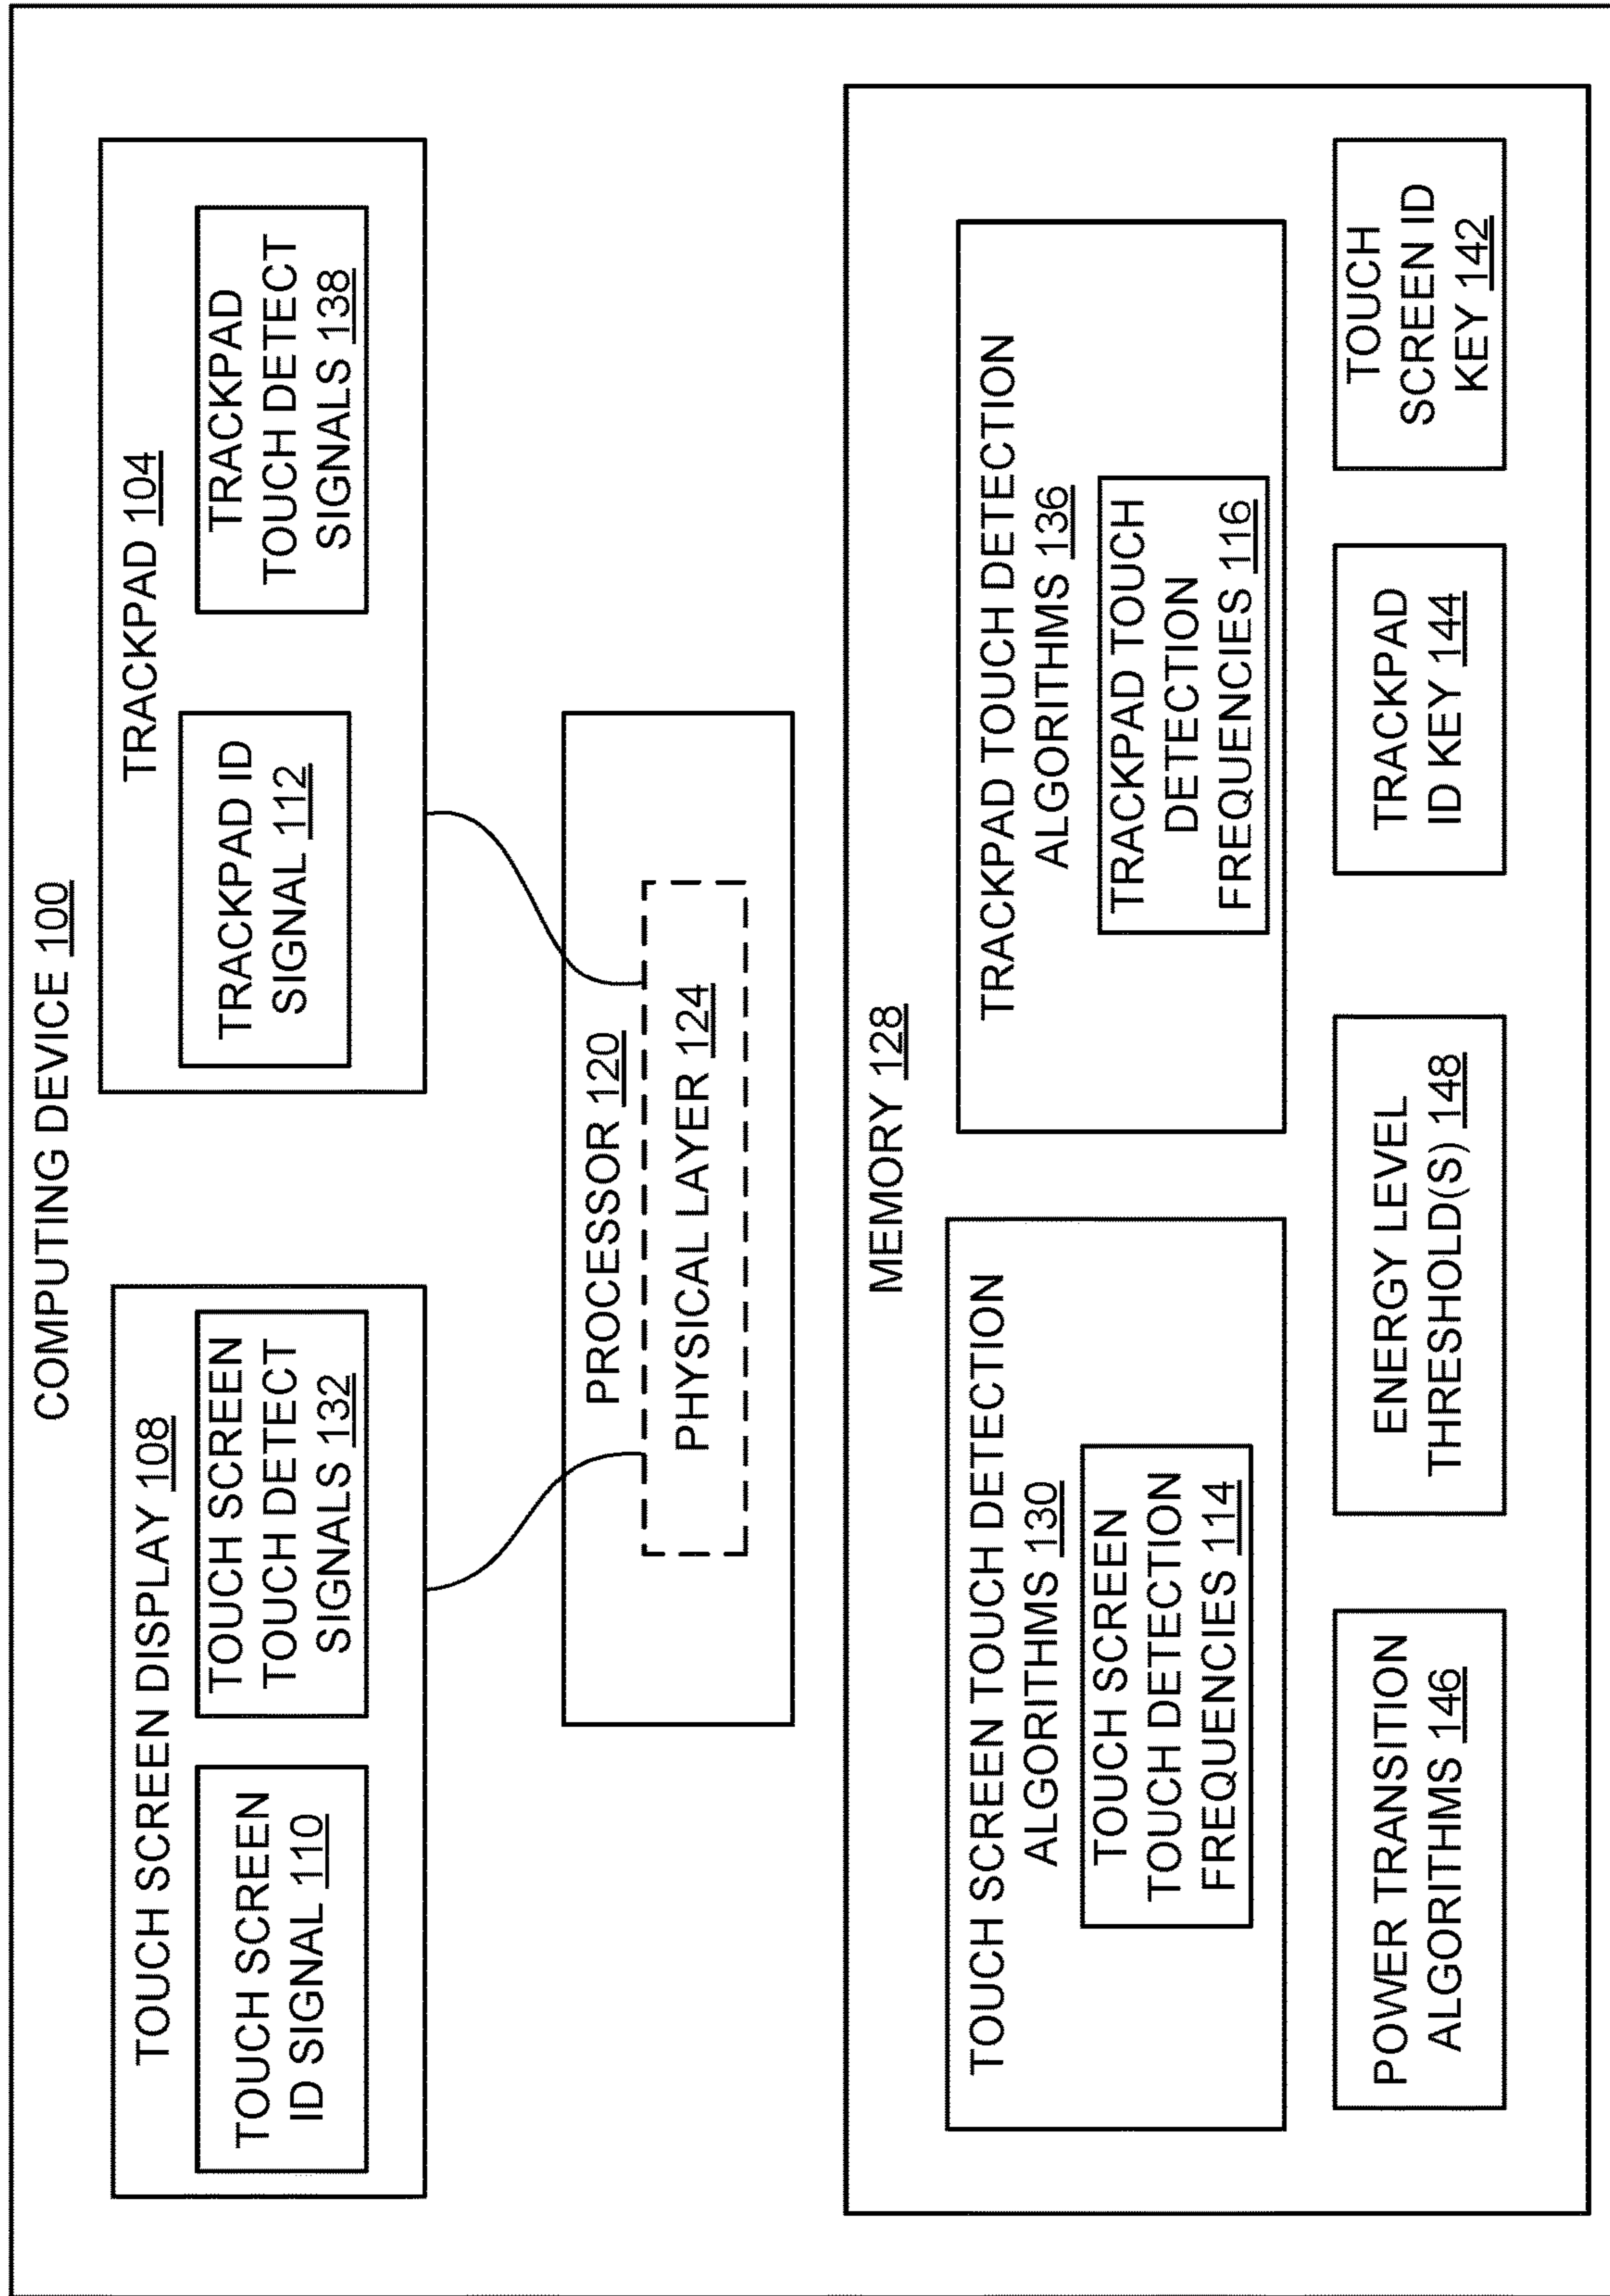 COMPUTING DEVICE 100
TOUCH SCREEN DISPLAY 108
TOUCH SCREEN
ID SIGNAL 110
TOUCH SCREEN
TOUCH DETECT
SIGNALS 132
TRACKPAD 104
TRACKPAD ID
SIGNAL 112
TRACKPAD
TOUCH DETECT
SIGNALS 138
PROCESSOR 120
PHYSICAL LAYER 124
MEMORY 128
TOUCH SCREEN TOUCH DETECTION
ALGORITHMS 130
TOUCH SCREEN
TOUCH DETECTION
FREQUENCIES 114
TRACKPAD TOUCH DETECTION
ALGORITHMS 136
TRACKPAD TOUCH
DETECTION
FREQUENCIES 116
POWER TRANSITION
ALGORITHMS 146
ENERGY LEVEL
THRESHOLD(S) 148
TRACKPAD
ID KEY 144
TOUCH
SCREEN ID
KEY 142